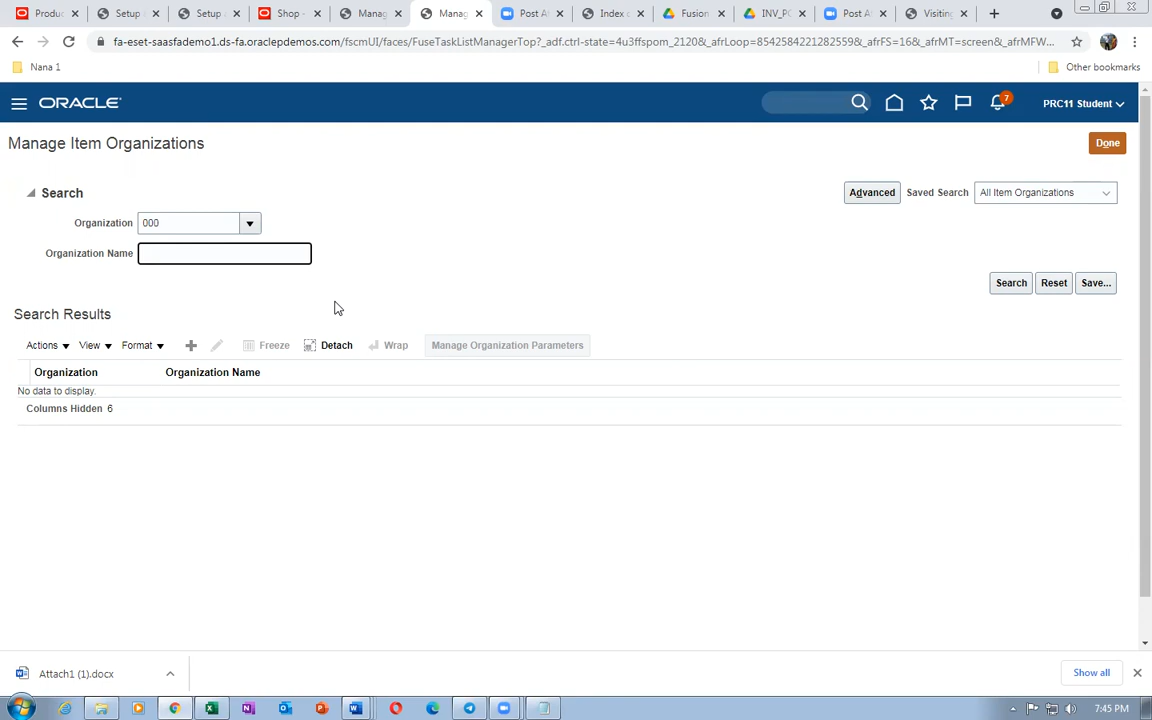 Produc
Setup
Setup
Shop -
Manag
Manag
Post A
Index
Fusion
INV_PO
Post A
Visiting
fa-eset-saasfademo1.ds-fa.oraclepdemos.com/fscmUI/faces/FuseTaskListManagerTop?_adf.ctrl-state=4u3ffspom_2120&_afrLoop=8542584221282559&_afrFS=16&_afrMT=screen&_afrMFW...
Nana 1
Other bookmarks
ORACLE
7
PRC11 Student
Manage Item Organizations
Done
Search
Advanced
Saved Search
All Item Organizations
Organization
000
Organization Name
Search
Reset
Save...
Search Results
Actions
View
Format
Freeze
Detach
Wrap
Manage Organization Parameters
Organization
Organization Name
No data to display.
Columns Hidden 6
Attach1 (1).docx
Show all
7:45 PM